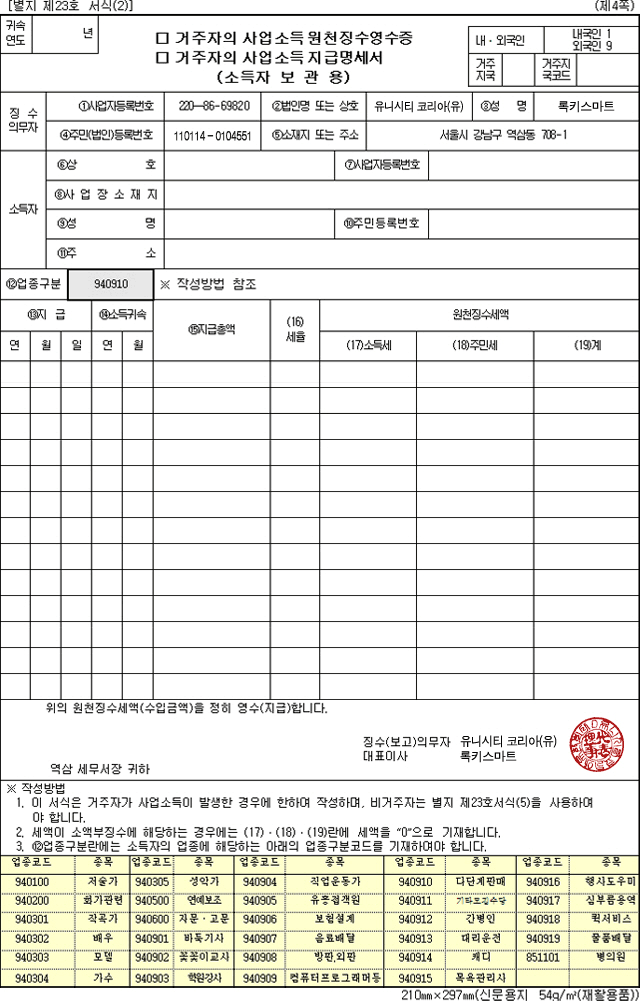 [별지 제23호 서식(2)] (제4쪽)
귀속 연도 년
□ 거주자의 사업소득 원천징수영수증
□ 거주자의 사업소득 지급명세서
(소득자 보관용)
내·외국인 내국인 1 외국인 9
거주지국 거주지국코드
징수의무자 ①사업자등록번호 220-86-69820 ②법인명 또는 상호 유니시티 코리아(유) ③성 명 록키스마트
④주민(법인)등록번호 110114-0104551 ⑤소재지 또는 주소 서울시 강남구 역삼동 708-1
소득자 ⑥상 호 ⑦사업자등록번호
⑧사업장소재지
⑨성 명 ⑩주민등록번호
⑪주 소
⑫업종구분 940910 ※ 작성방법 참조
⑬지 급 ⑭소득귀속 ⑮지급총액 (16)세율 원천징수세액
연 월 일 연 월 (17)소득세 (18)주민세 (19)계
위의 원천징수세액(수입금액)을 정히 영수(지급)합니다.
징수(보고)의무자 유니시티 코리아(유)
대표이사 록키스마트
역삼 세무서장 귀하
※ 작성방법
1. 이 서식은 거주자가 사업소득이 발생한 경우에 한하여 작성하며, 비거주자는 별지 제23호서식(5)을 사용하여
야 합니다.
2. 세액이 소액부징수에 해당하는 경우에는 (17)·(18)·(19)란에 세액을 "0"으로 기재합니다.
3. ⑫업종구분란에는 소득자의 업종에 해당하는 아래의 업종구분코드를 기재하여야 합니다.
업종코드 종목 업종코드 종목 업종코드 종목 업종코드 종목 업종코드 종목
940100 저술가 940305 성악가 940904 직업운동가 940910 다단계판매 940916 행사도우미
940200 화가관련 940500 연예보조 940905 유흥접객원 940911 기타모집수당 940917 심부름용역
940301 작곡가 940600 자문·고문 940906 보험설계 940912 간병인 940918 퀵서비스
940302 배우 940901 바둑기사 940907 음료배달 940913 대리운전 940919 물품배달
940303 모델 940902 꽃꽂이교사 940908 방판,외판 940914 캐디 851101 병의원
940304 가수 940903 학원강사 940909 컴퓨터프로그래머등 940915 목욕관리사
210mm×297mm(신문용지 54g/㎡(재활용품))